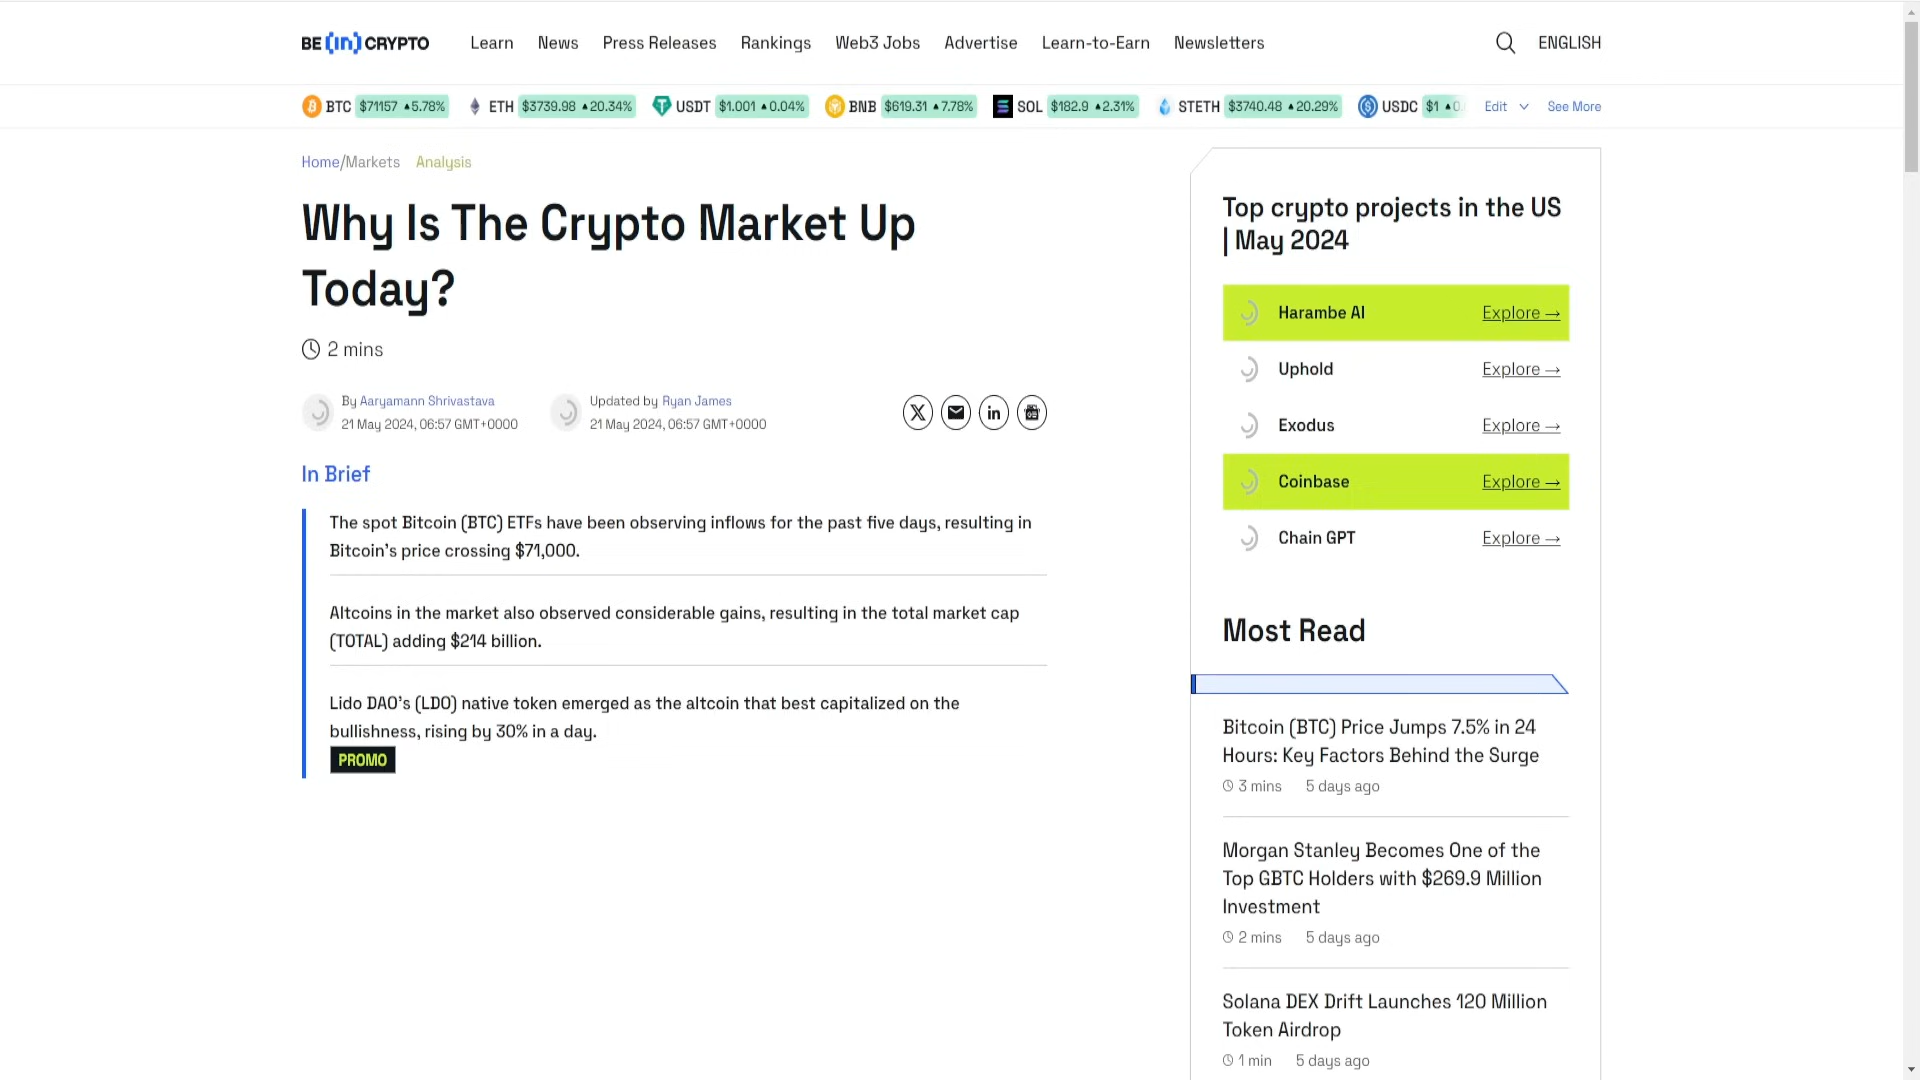 BE [in] CRYPTO
Learn
News
Press Releases
Rankings
Web3 Jobs
Advertise
Learn-to-Earn
Newsletters
ENGLISH
BTC $71157 ▲5.78%
ETH $3739.98 ▲20.34%
USDT $1.001 ▲0.04%
BNB $619.31 ▲7.78%
SOL $182.9 ▲2.31%
STETH $3740.48 ▲20.29%
USDC $1 ▲0.
Edit
See More
Home/Markets Analysis
Why Is The Crypto Market Up
Today?
2 mins
By Aaryamann Shrivastava
21 May 2024, 06:57 GMT+0000
Updated by Ryan James
21 May 2024, 06:57 GMT+0000
In Brief
The spot Bitcoin (BTC) ETFs have been observing inflows for the past five days, resulting in
Bitcoin's price crossing $71,000.
Altcoins in the market also observed considerable gains, resulting in the total market cap
(TOTAL) adding $214 billion.
Lido DAO's (LDO) native token emerged as the altcoin that best capitalized on the
bullishness, rising by 30% in a day.
PROMO
Top crypto projects in the US
| May 2024
Harambe AI Explore →
Uphold Explore →
Exodus Explore →
Coinbase Explore →
Chain GPT Explore →
Most Read
Bitcoin (BTC) Price Jumps 7.5% in 24
Hours: Key Factors Behind the Surge
3 mins 5 days ago
Morgan Stanley Becomes One of the
Top GBTC Holders with $269.9 Million
Investment
2 mins 5 days ago
Solana DEX Drift Launches 120 Million
Token Airdrop
1 min 5 days ago